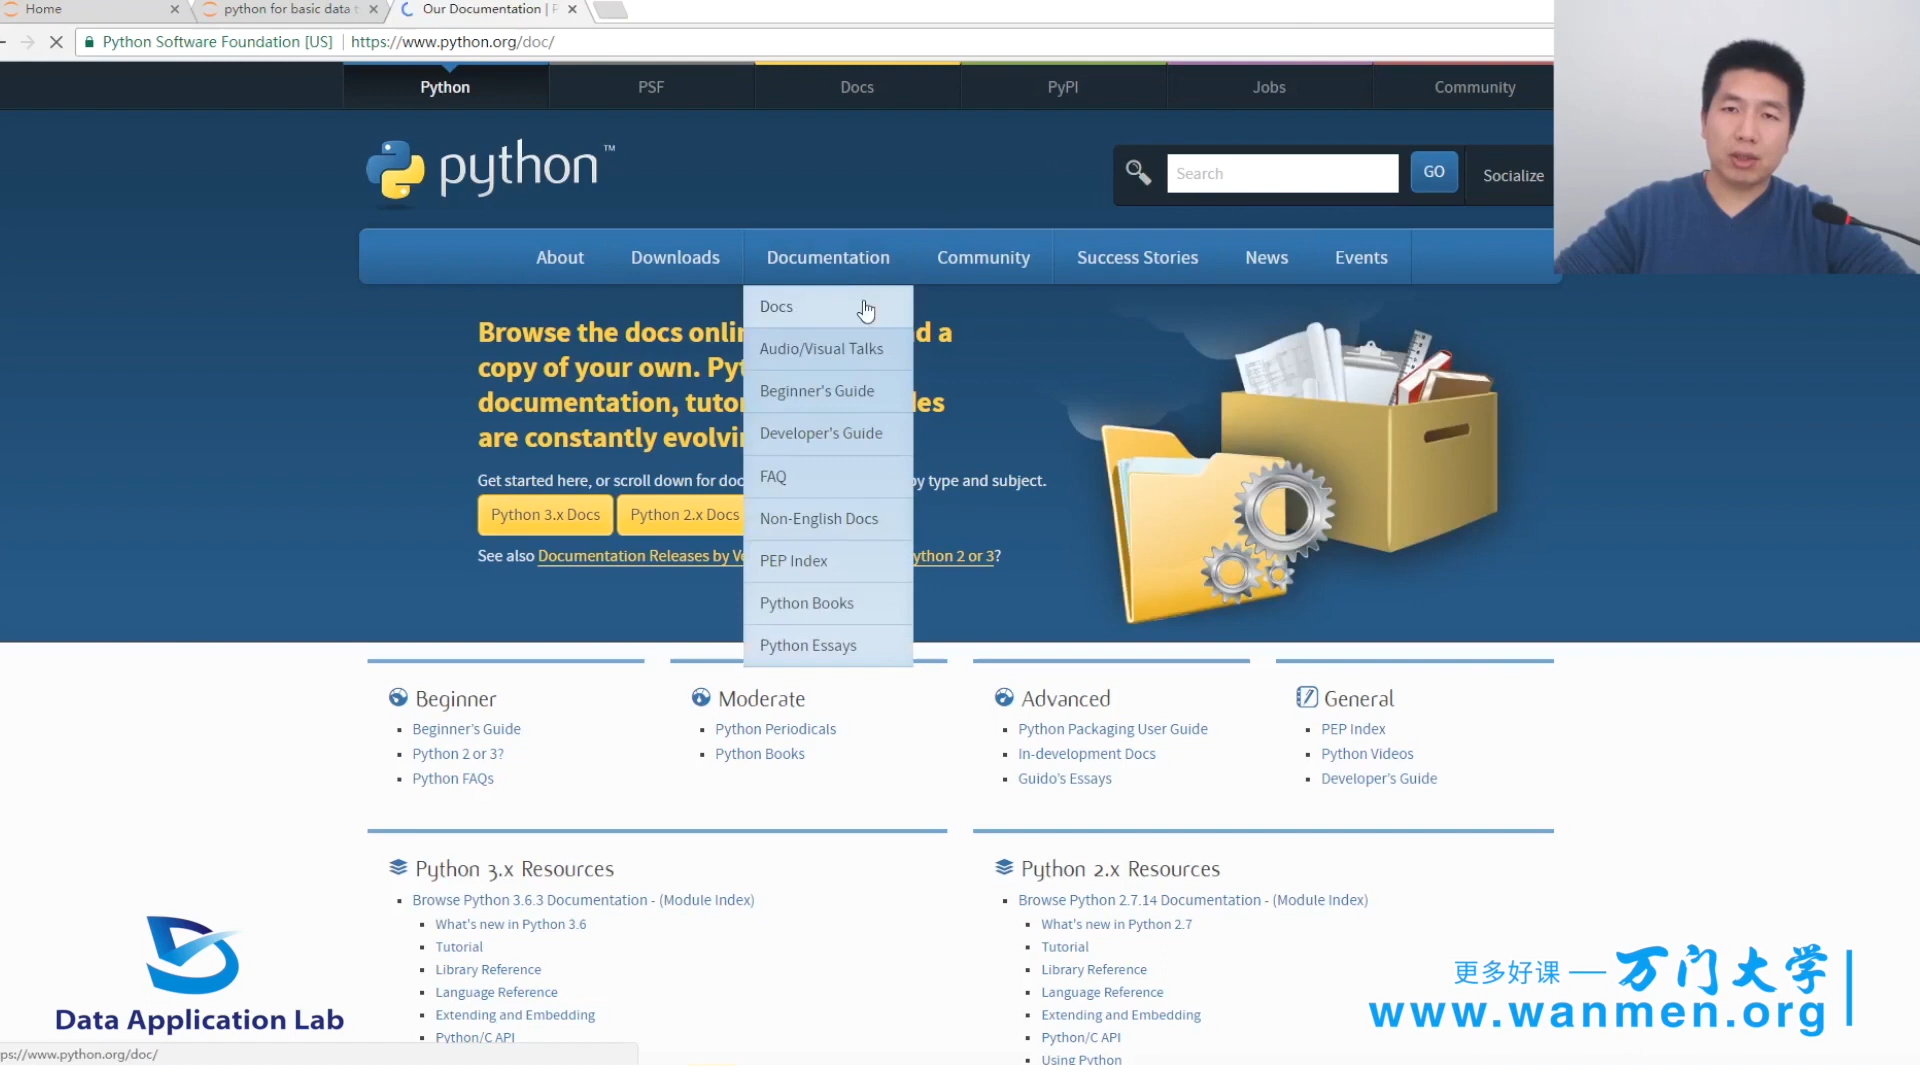 Home
python for basic data t
Our Documentation | P
Python Software Foundation [US]
https://www.python.org/doc/
Python
PSF
Docs
PyPI
Jobs
Community
python™
Search
GO
Socialize
About
Downloads
Documentation
Community
Success Stories
News
Events
Docs
Audio/Visual Talks
Beginner's Guide
Developer's Guide
FAQ
Non-English Docs
PEP Index
Python Books
Python Essays
Browse the docs onlin d a
copy of your own. Pyt
documentation, tutor les
are constantly evolvin
Get started here, or scroll down for doc by type and subject.
Python 3.x Docs
Python 2.x Docs
See also Documentation Releases by Ve ython 2 or 3?
Beginner
Beginner’s Guide
Python 2 or 3?
Python FAQs
Moderate
Python Periodicals
Python Books
Advanced
Python Packaging User Guide
In-development Docs
Guido’s Essays
General
PEP Index
Python Videos
Developer’s Guide
Python 3.x Resources
Browse Python 3.6.3 Documentation - (Module Index)
What's new in Python 3.6
Tutorial
Library Reference
Language Reference
Extending and Embedding
Python/C API
Python 2.x Resources
Browse Python 2.7.14 Documentation - (Module Index)
What's new in Python 2.7
Tutorial
Library Reference
Language Reference
Extending and Embedding
Python/C API
Using Python
Data Application Lab
更多好课 — 万门大学
www.wanmen.org
ps://www.python.org/doc/